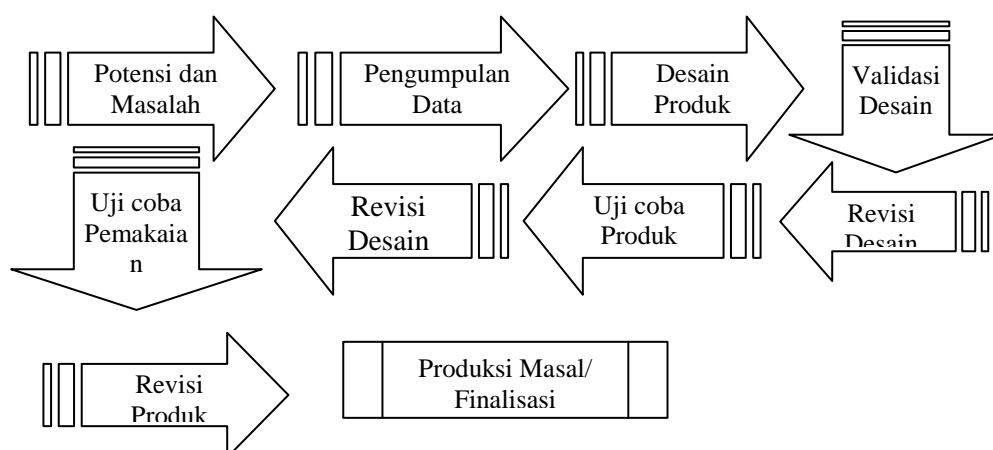 Potensi dan
Masalah
Pengumpulan
Data
Desain
Produk
Validasi
Desain
Revisi
Desain
Uji coba
Produk
Revisi
Desain
Uji coba
Pemakaia
n
Revisi
Produk
Produksi Masal/
Finalisasi